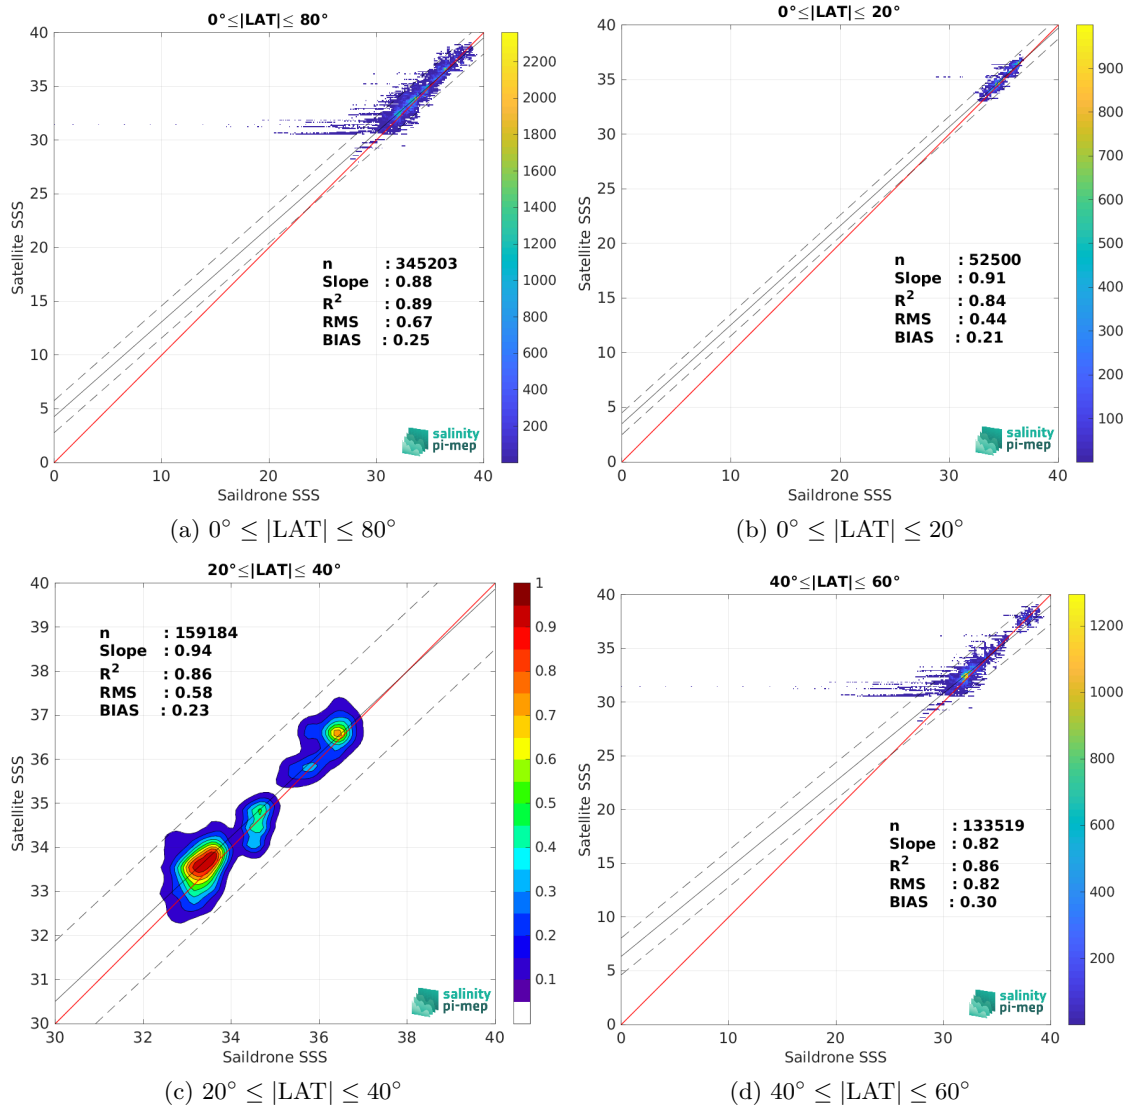 0°≤|LAT|≤ 80°
Satellite SSS
40
35
30
25
20
15
10
5
0
0 10 20 30 40
Saildrone SSS
n : 345203
Slope : 0.88
R² : 0.89
RMS : 0.67
BIAS : 0.25
salinity
pi-mep
2200
2000
1800
1600
1400
1200
1000
800
600
400
200
(a) 0° ≤ |LAT| ≤ 80°
0°≤|LAT|≤ 20°
Satellite SSS
40
35
30
25
20
15
10
5
0
0 10 20 30 40
Saildrone SSS
n : 52500
Slope : 0.91
R² : 0.84
RMS : 0.44
BIAS : 0.21
salinity
pi-mep
900
800
700
600
500
400
300
200
100
(b) 0° ≤ |LAT| ≤ 20°
20°≤|LAT|≤ 40°
Satellite SSS
40
39
38
37
36
35
34
33
32
31
30
30 32 34 36 38 40
Saildrone SSS
n : 159184
Slope : 0.94
R² : 0.86
RMS : 0.58
BIAS : 0.23
salinity
pi-mep
1
0.9
0.8
0.7
0.6
0.5
0.4
0.3
0.2
0.1
(c) 20° ≤ |LAT| ≤ 40°
40°≤|LAT|≤ 60°
Satellite SSS
40
35
30
25
20
15
10
5
0
0 10 20 30 40
Saildrone SSS
n : 133519
Slope : 0.82
R² : 0.86
RMS : 0.82
BIAS : 0.30
salinity
pi-mep
1200
1000
800
600
400
200
0
(d) 40° ≤ |LAT| ≤ 60°